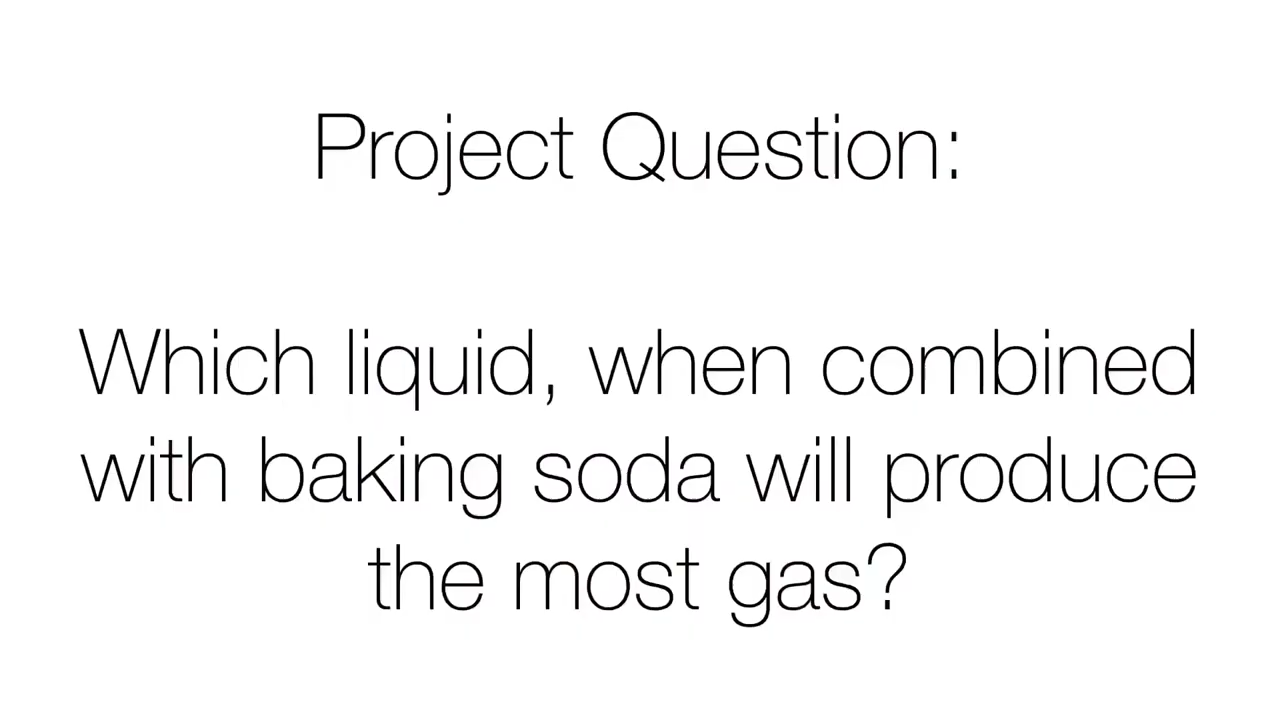 Project Question:
Which liquid, when combined
with baking soda will produce
the most gas?